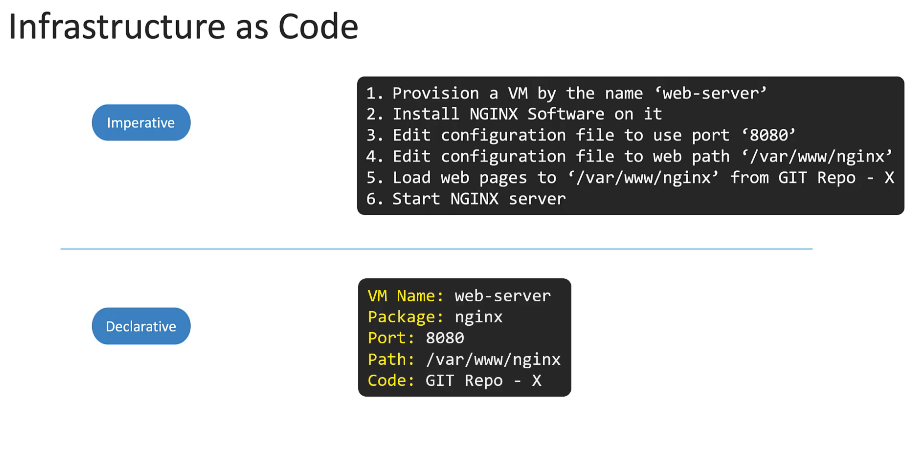 Infrastructure as Code
Imperative
1. Provision a VM by the name ‘web-server’
2. Install NGINX Software on it
3. Edit configuration file to use port ‘8080’
4. Edit configuration file to web path ‘/var/www/nginx’
5. Load web pages to ‘/var/www/nginx’ from GIT Repo - X
6. Start NGINX server
Declarative
VM Name: web-server
Package: nginx
Port: 8080
Path: /var/www/nginx
Code: GIT Repo - X